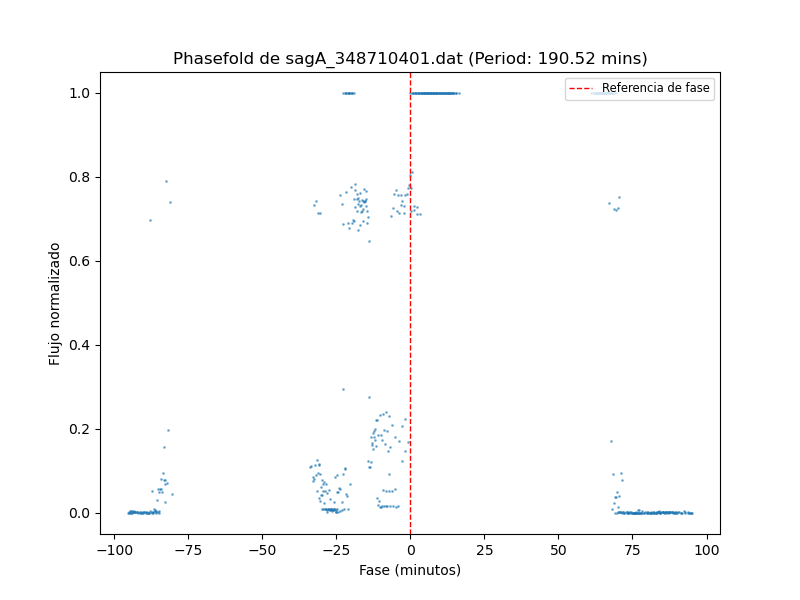 Phasefold de sagA_348710401.dat (Period: 190.52 mins)
Referencia de fase
Flujo normalizado
1.0
0.8
0.6
0.4
0.2
0.0
−100 −75 −50 −25 0 25 50 75 100
Fase (minutos)